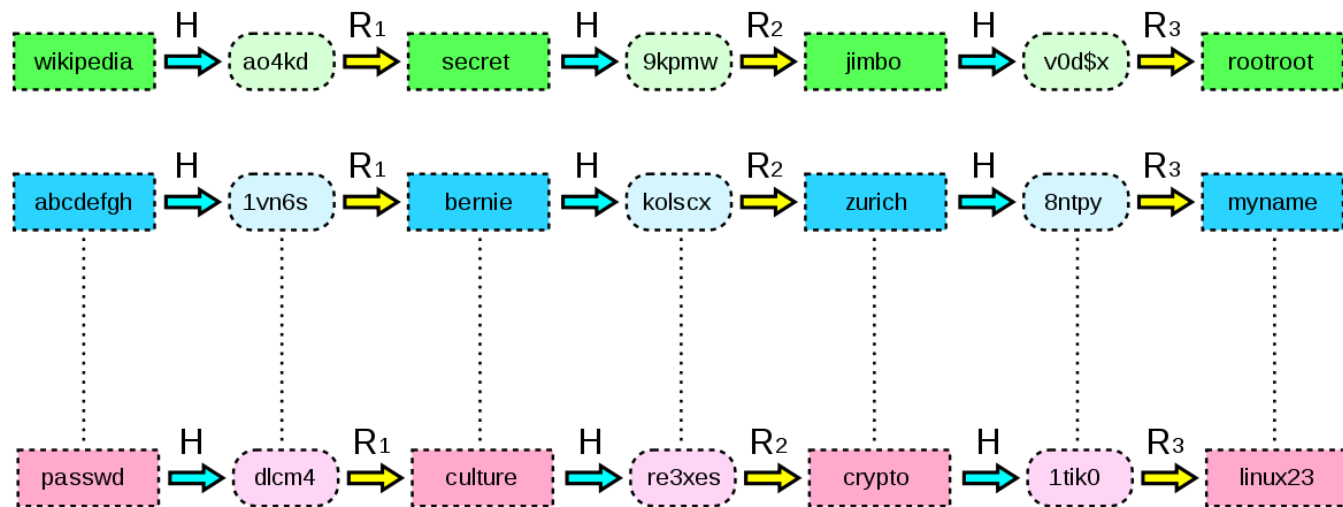 H R1 H R2 H R3
wikipedia ao4kd secret 9kpmw jimbo v0d$x rootroot
H R1 H R2 H R3
abcdefgh 1vn6s bernie kolscx zurich 8ntpy myname
H R1 H R2 H R3
passwd dlcm4 culture re3xes crypto 1tik0 linux23